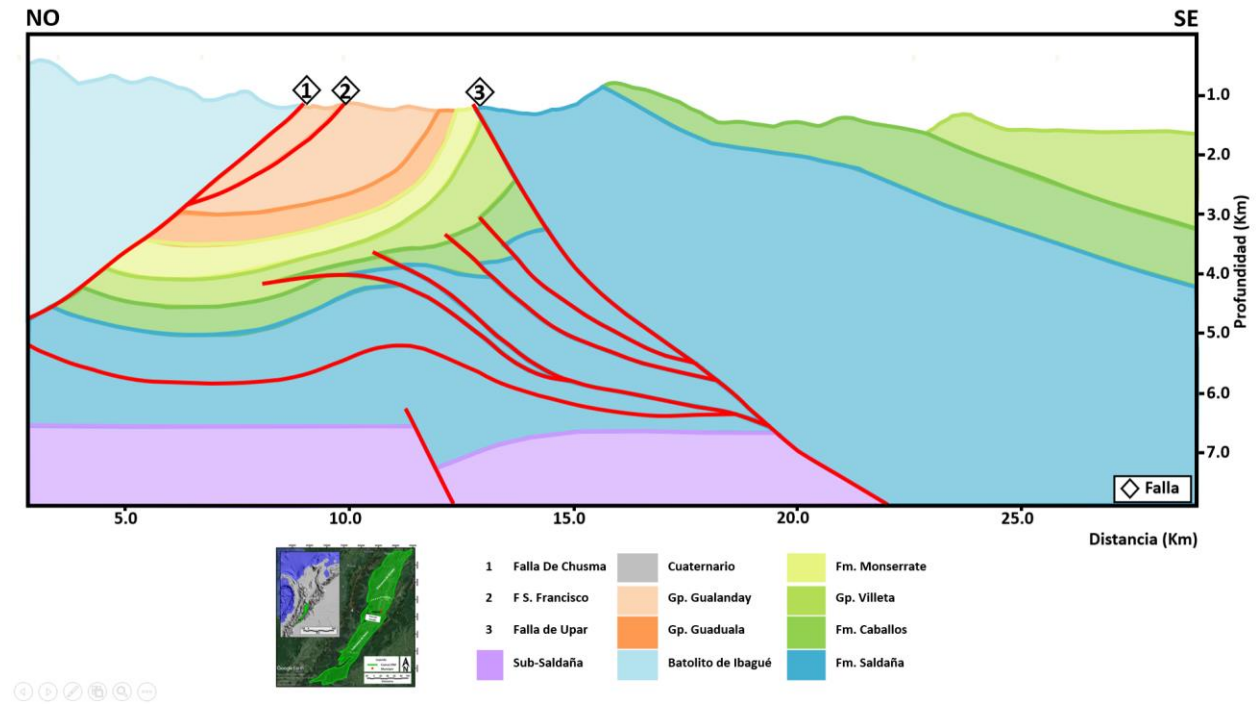 NO
SE
1
2
3
1.0
2.0
3.0
4.0
5.0
6.0
7.0
Profundidad (Km)
Falla
5.0
10.0
15.0
20.0
25.0
Distancia (Km)
1 Falla De Chusma
2 F S. Francisco
3 Falla de Upar
Sub-Saldaña
Cuaternario
Gp. Gualanday
Gp. Guaduala
Batolito de Ibagué
Fm. Monserrate
Gp. Villeta
Fm. Caballos
Fm. Saldaña